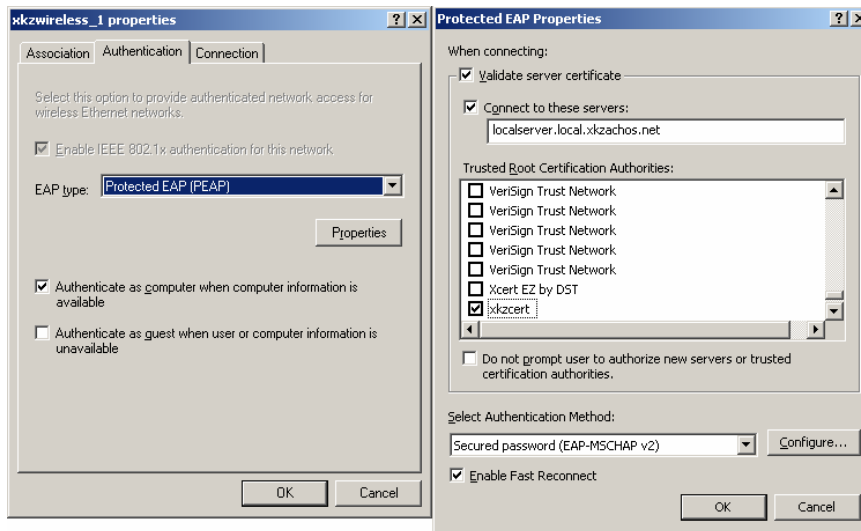 xkzwireless_1 properties
Association
Authentication
Connection
Select this option to provide authenticated network access for
wireless Ethernet networks.
Enable IEEE 802.1x authentication for this network
EAP type:
Protected EAP (PEAP)
Properties
Authenticate as computer when computer information is
available
Authenticate as guest when user or computer information is
unavailable
OK
Cancel
Protected EAP Properties
When connecting:
Validate server certificate
Connect to these servers:
localserver.local.xkzachos.net
Trusted Root Certification Authorities:
VeriSign Trust Network
VeriSign Trust Network
VeriSign Trust Network
VeriSign Trust Network
VeriSign Trust Network
Xcert EZ by DST
xkzcert
Do not prompt user to authorize new servers or trusted
certification authorities.
Select Authentication Method:
Secured password (EAP-MSCHAP v2)
Configure...
Enable Fast Reconnect
OK
Cancel